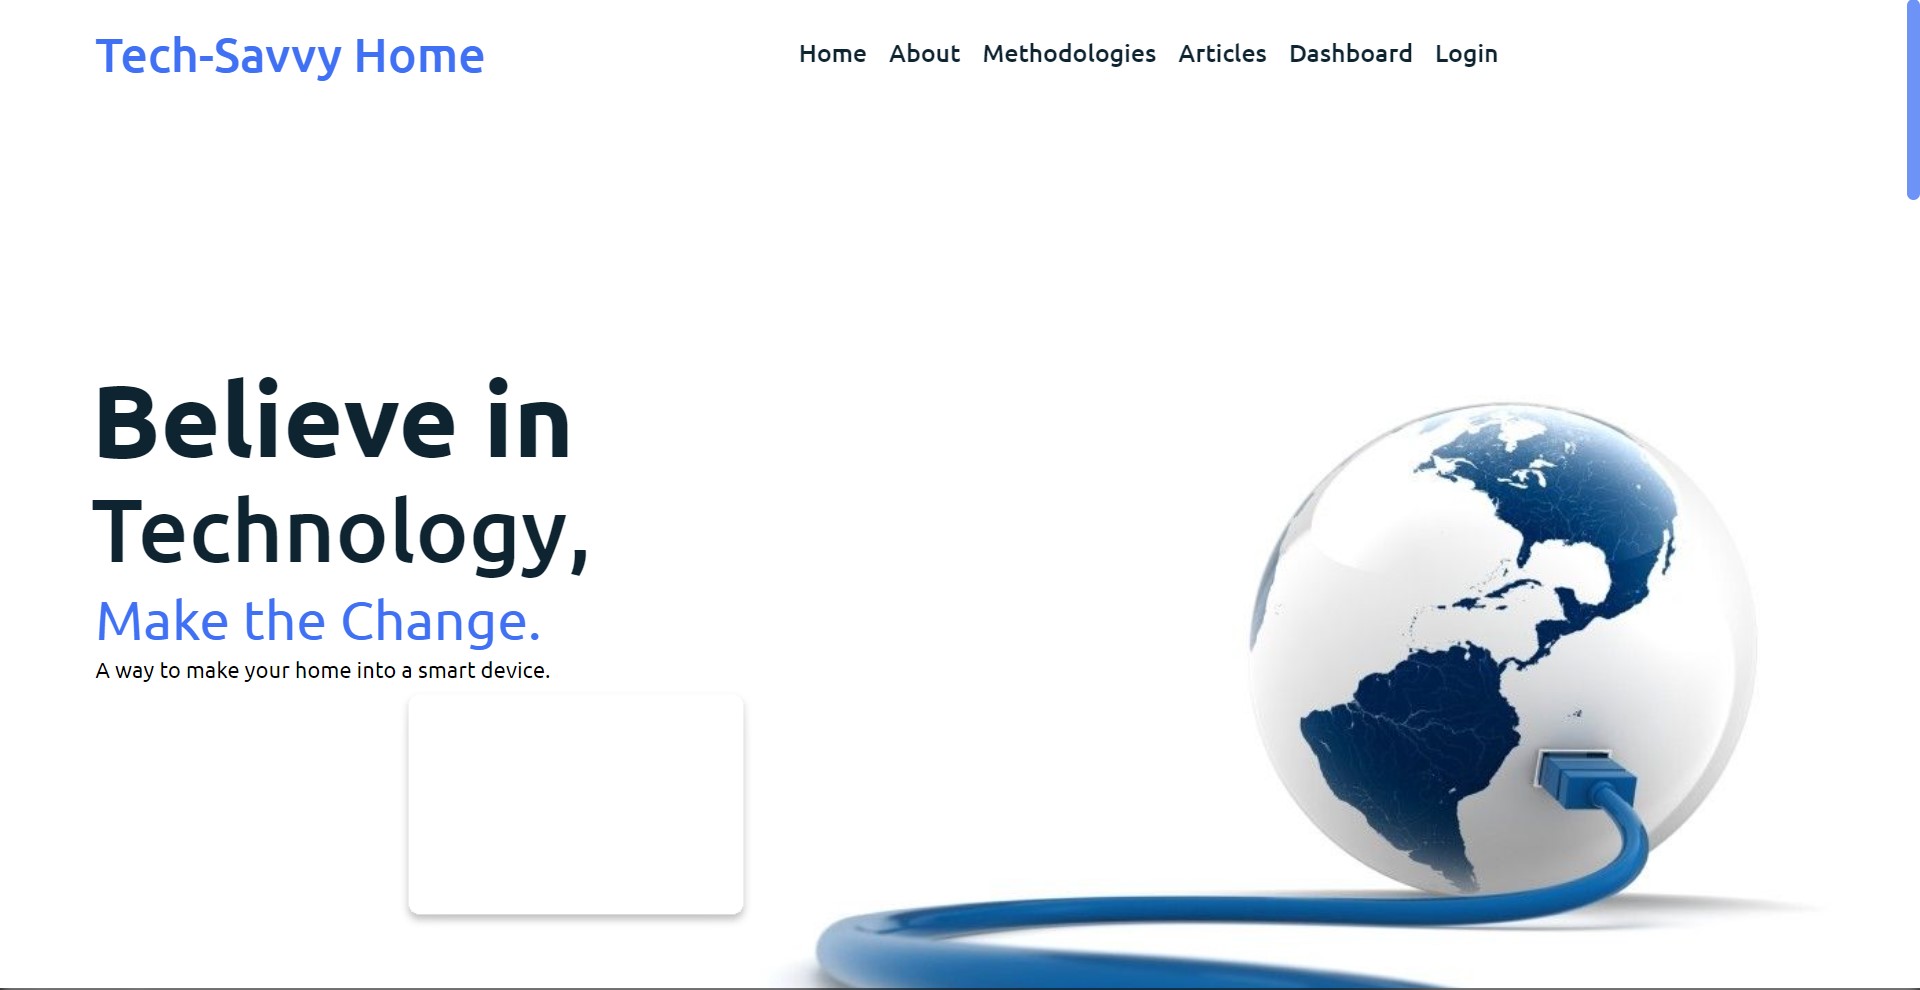 Tech-Savvy Home
Home About Methodologies Articles Dashboard Login
Believe in
Technology,
Make the Change.
A way to make your home into a smart device.